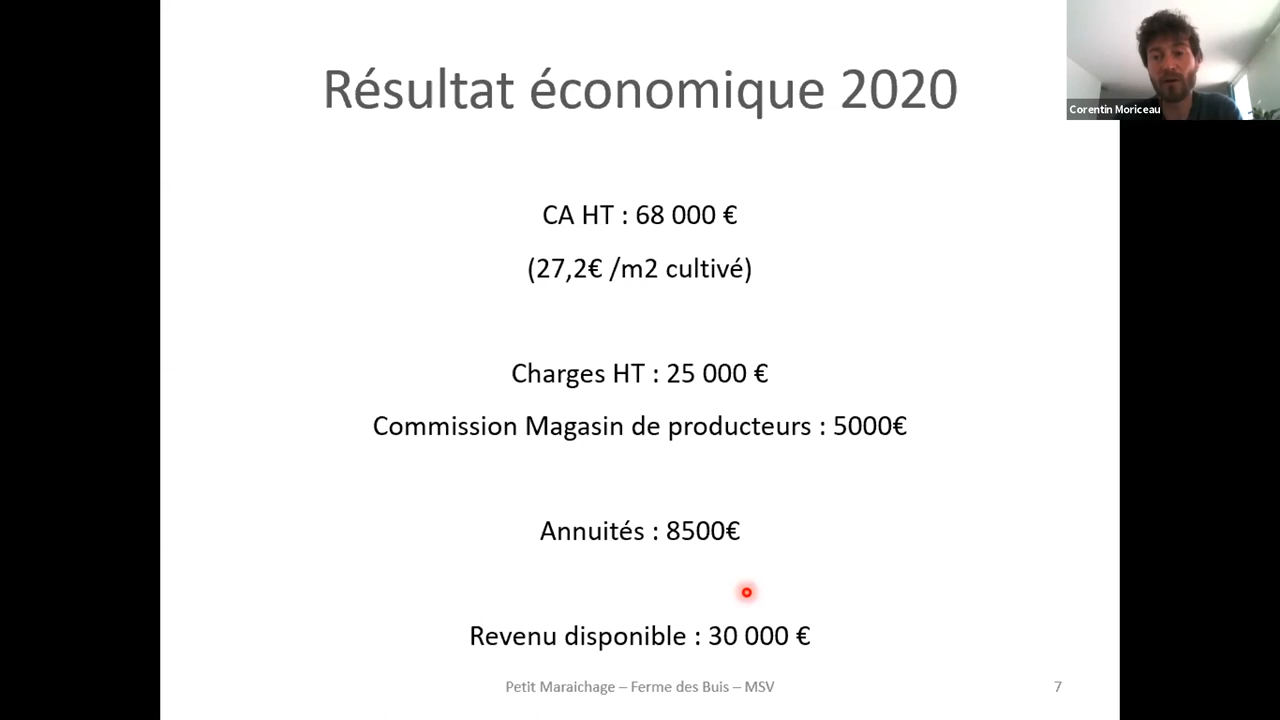 Résultat économique 2020
Corentin Moriceau
CA HT : 68 000 €
(27,2€ /m2 cultivé)
Charges HT : 25 000 €
Commission Magasin de producteurs : 5000€
Annuités : 8500€
Revenu disponible : 30 000 €
Petit Maraichage – Ferme des Buis – MSV
7